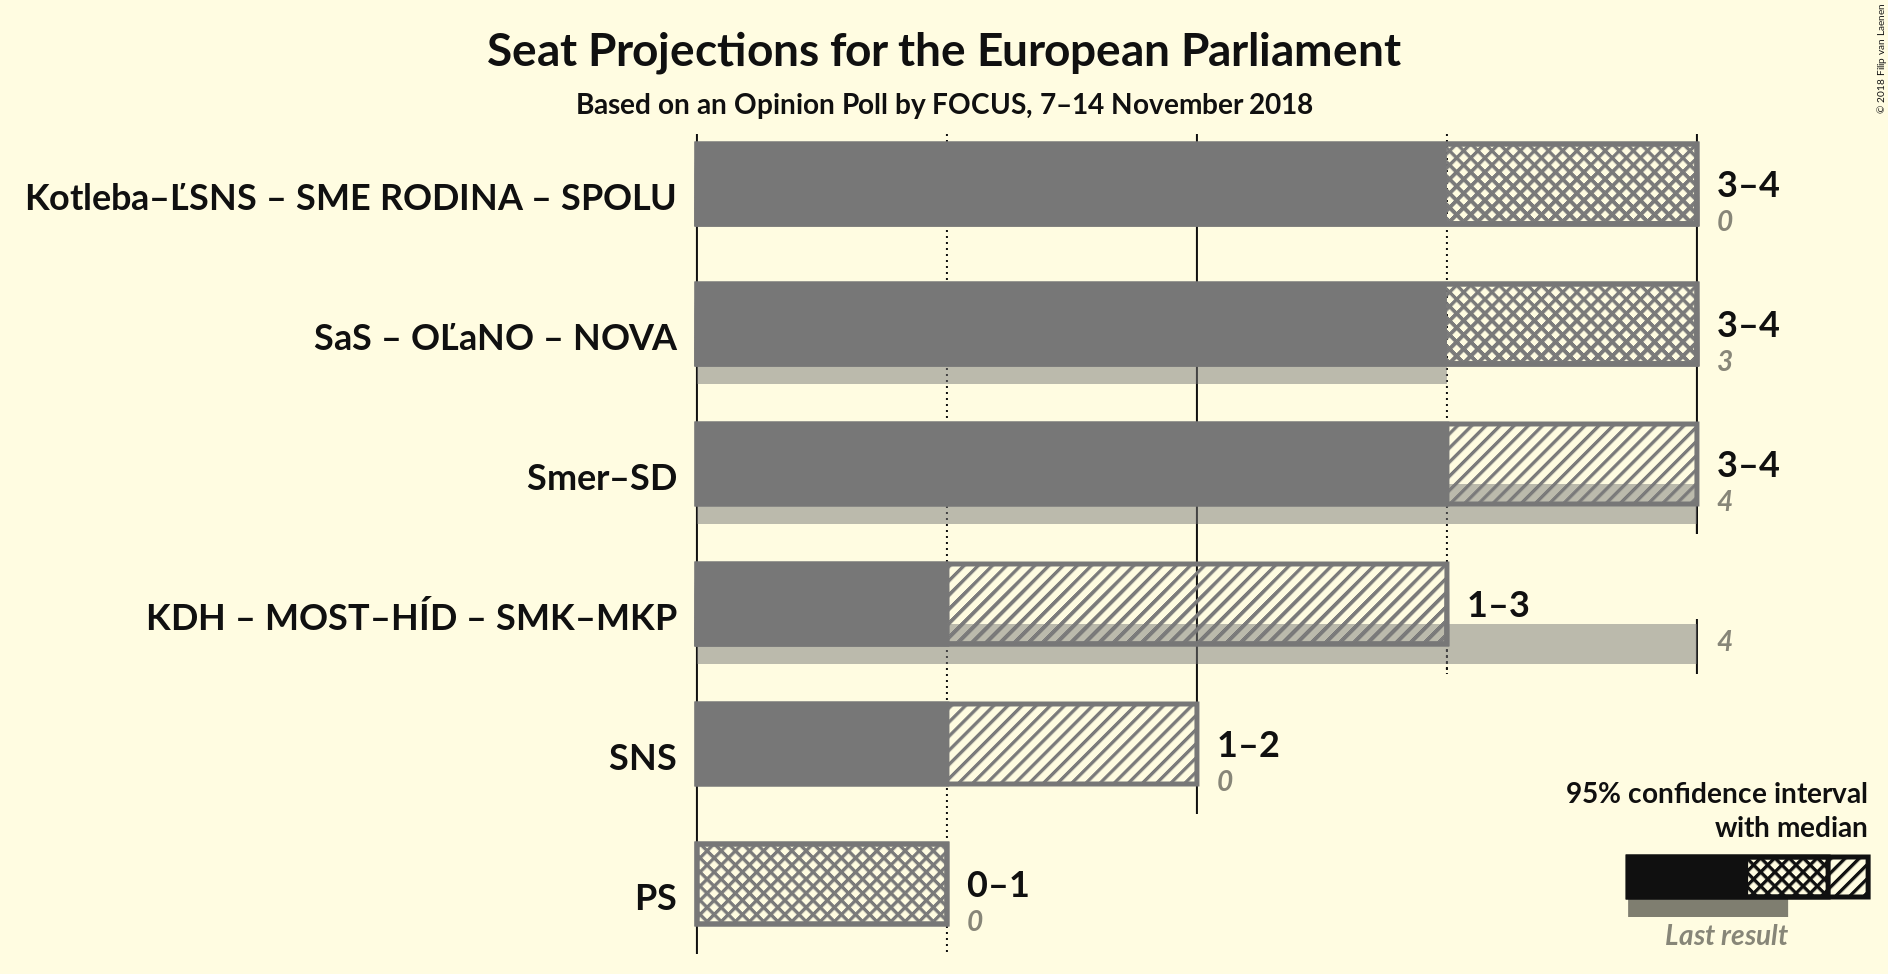 Seat Projections for the European Parliament
Based on an Opinion Poll by FOCUS, 7–14 November 2018
© 2018 Filip van Laenen
Kotleba–ĽSNS – SME RODINA – SPOLU
3–4
0
SaS – OĽaNO – NOVA
3–4
3
Smer–SD
3–4
4
KDH – MOST–HÍD – SMK–MKP
1–3
4
SNS
1–2
0
PS
0–1
0
95% confidence interval
with median
Last result